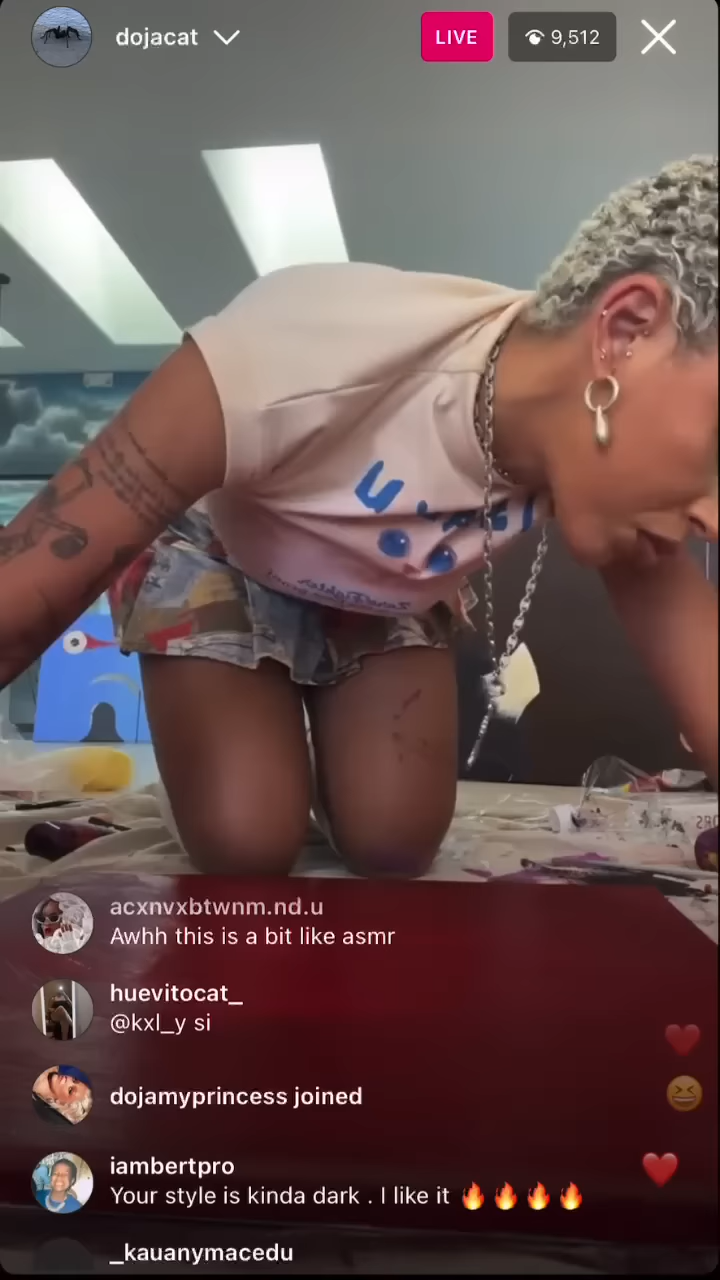 dojacat
LIVE
9,512
acxnvxbtwnm.nd.u
Awhh this is a bit like asmr
huevitocat_
@kxl_y si
dojamyprincess joined
iambertpro
Your style is kinda dark . I like it 🔥🔥🔥🔥
_kauanymacedu